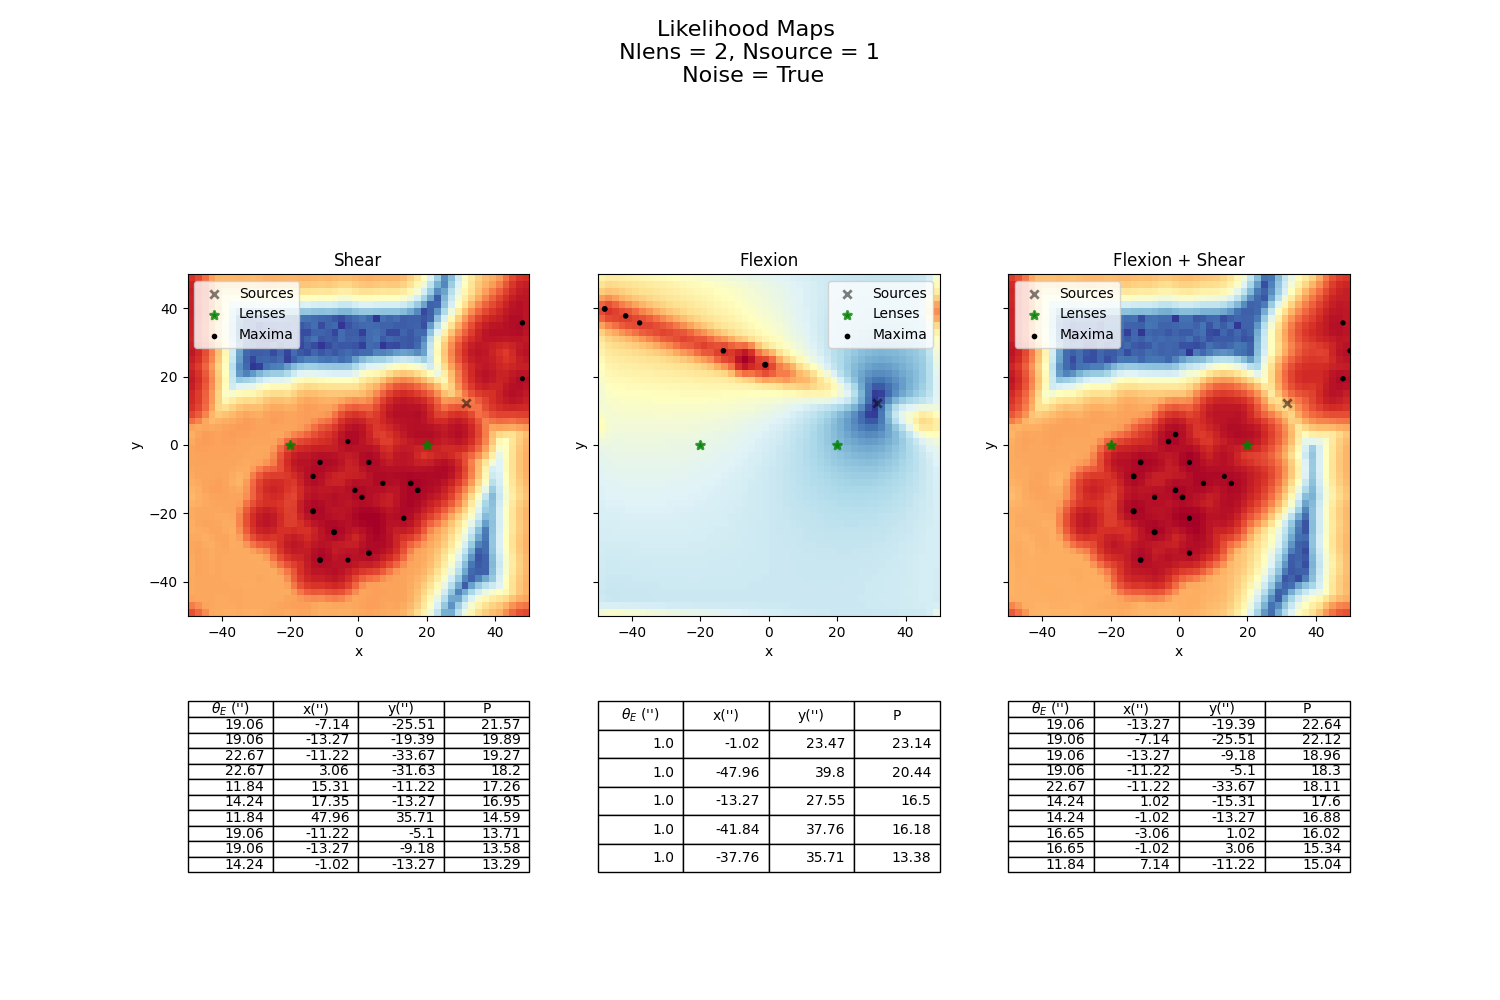 Likelihood Maps
Nlens = 2, Nsource = 1
Noise = True
Shear
Sources
Lenses
Maxima
40
20
0
−20
−40
y
−40 −20 0 20 40
x
Flexion
Sources
Lenses
Maxima
y
−40 −20 0 20 40
x
Flexion + Shear
Sources
Lenses
Maxima
y
−40 −20 0 20 40
x
θE ('') x('') y('') P
19.06 -7.14 -25.51 21.57
19.06 -13.27 -19.39 19.89
22.67 -11.22 -33.67 19.27
22.67 3.06 -31.63 18.2
11.84 15.31 -11.22 17.26
14.24 17.35 -13.27 16.95
11.84 47.96 35.71 14.59
19.06 -11.22 -5.1 13.71
19.06 -13.27 -9.18 13.58
14.24 -1.02 -13.27 13.29
θE ('') x('') y('') P
1.0 -1.02 23.47 23.14
1.0 -47.96 39.8 20.44
1.0 -13.27 27.55 16.5
1.0 -41.84 37.76 16.18
1.0 -37.76 35.71 13.38
θE ('') x('') y('') P
19.06 -13.27 -19.39 22.64
19.06 -7.14 -25.51 22.12
19.06 -13.27 -9.18 18.96
19.06 -11.22 -5.1 18.3
22.67 -11.22 -33.67 18.11
14.24 1.02 -15.31 17.6
14.24 -1.02 -13.27 16.88
16.65 -3.06 1.02 16.02
16.65 -1.02 3.06 15.34
11.84 7.14 -11.22 15.04